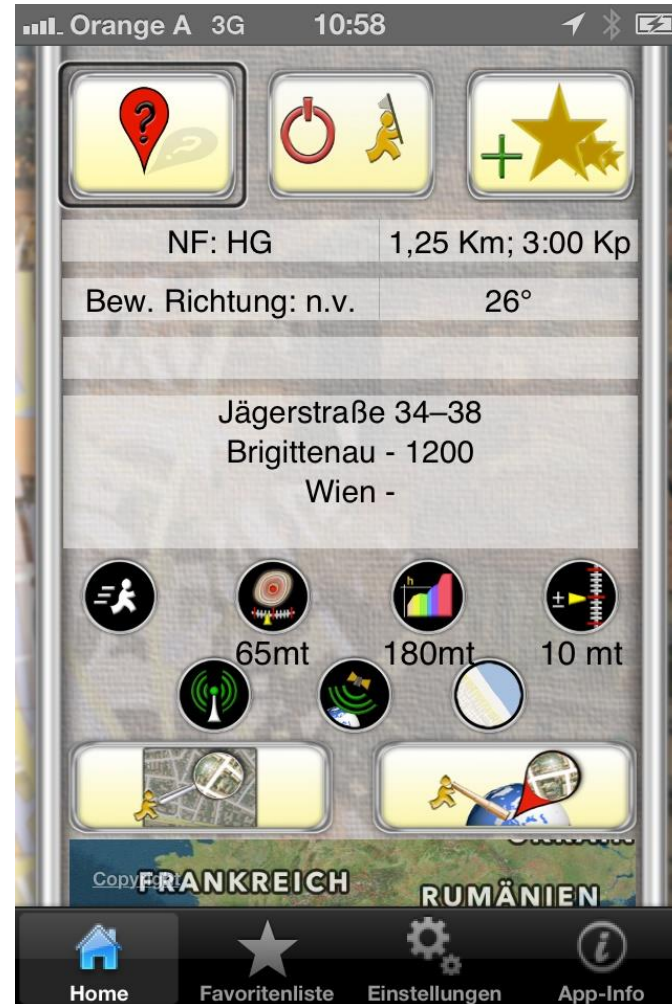 Orange A 3G 10:58
?
NF: HG 1,25 Km; 3:00 Kp
Bew. Richtung: n.v. 26°
Jägerstraße 34–38
Brigittenau - 1200
Wien -
h
±
65mt 180mt 10 mt
Copyright FRANKREICH
RUMÄNIEN
Home Favoritenliste Einstellungen App-Info